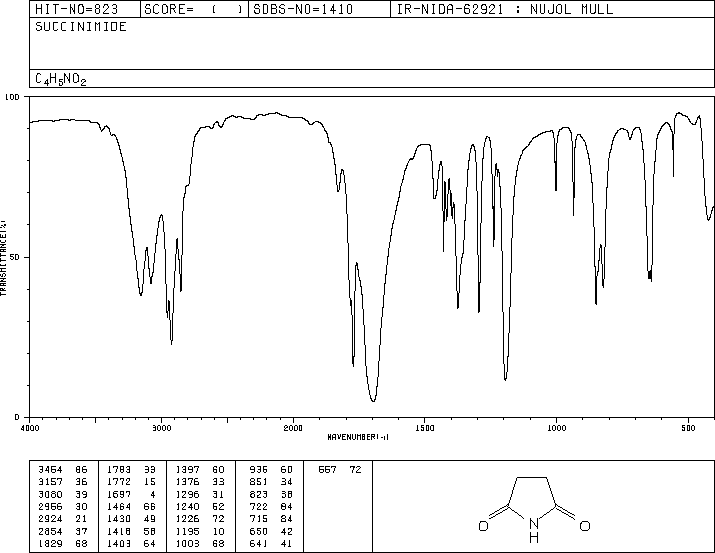 HIT-NO=823 SCORE= ( ) SDBS-NO=1410 IR-NIDA-62921 : NUJOL MULL
SUCCINIMIDE
C4H5NO2
100
TRANSMITTANCE(%)
50
0
4000 3000 2000 1500 1000 500
WAVENUMBER(-1)
3464 86 1783 33 1397 60 936 60 557 72
3157 36 1772 15 1376 33 851 34
3080 39 1697 4 1296 31 823 38
2956 30 1464 66 1240 52 722 84
2924 21 1430 49 1226 72 715 84
2854 37 1418 58 1195 10 650 42
1829 68 1403 64 1003 68 641 41
O N O
H